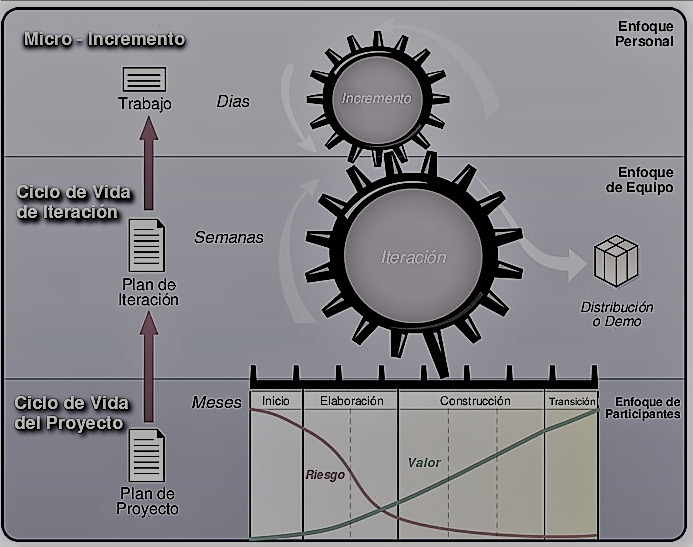 Micro - Incremento
Enfoque
Personal
Trabajo
Dias
Incremento
Ciclo de Vida
de Iteración
Enfoque
de Equipo
Semanas
Iteración
Plan de
Iteración
Distribución
o Demo
Ciclo de Vida
del Proyecto
Meses
Inicio
Elaboración
Construcción
Transición
Enfoque de
Participantes
Riesgo
Valor
Plan de
Proyecto